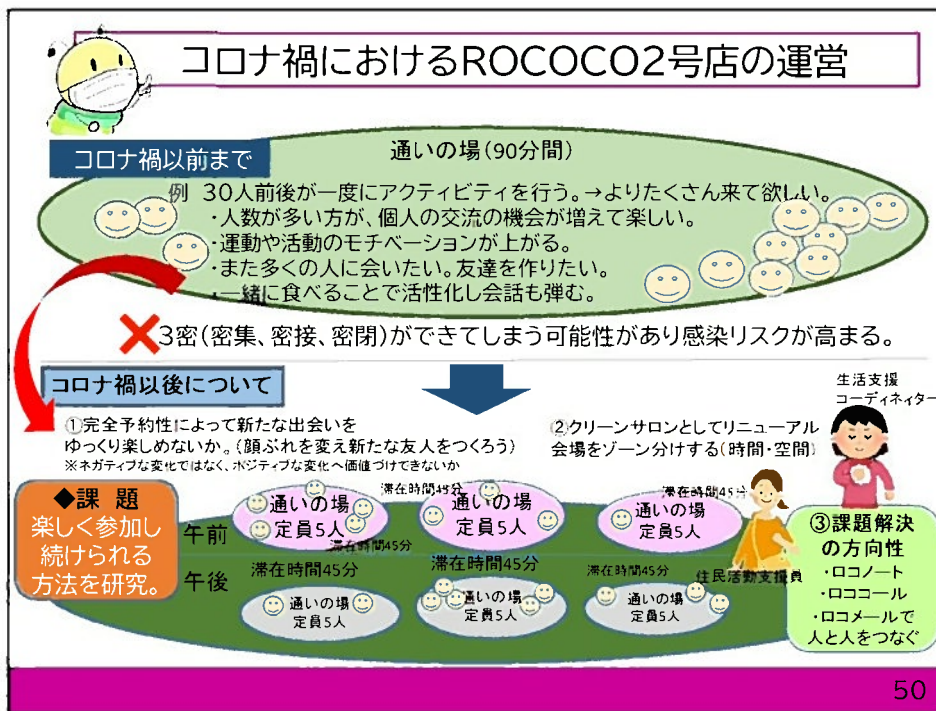 コロナ禍におけるROCOCO2号店の運営
コロナ禍以前まで
通いの場(90分間)
例 30人前後が一度にアクティビティを行う。→よりたくさん来て欲しい。
・人数が多い方が、個人の交流の機会が増えて楽しい。
・運動や活動のモチベーションが上がる。
・また多くの人に会いたい。友達を作りたい。
・一緒に食べることで活性化し会話も弾む。
3密(密集、密接、密閉)ができてしまう可能性があり感染リスクが高まる。
コロナ禍以後について
①完全予約性によって新たな出会いを
ゆっくり楽しめないか。(顔ぶれを変え新たな友人をつくろう)
※ネガティブな変化ではなく、ポジティブな変化へ価値づけできないか
②クリーンサロンとしてリニューアル
会場をゾーン分けする(時間・空間)
生活支援
コーディネイター
◆課 題
楽しく参加し
続けられる
方法を研究。
午前
通いの場
定員5人
滞在時間45分
滞在時間45分
通いの場
定員5人
滞在時間45分
通いの場
定員5人
午後
滞在時間45分
通いの場
定員5人
滞在時間45分
通いの場
定員5人
滞在時間45分
通いの場
定員5人
住民活動支援員
③課題解決
の方向性
・ロコノート
・ロココール
・ロコメールで
人と人をつなぐ
50